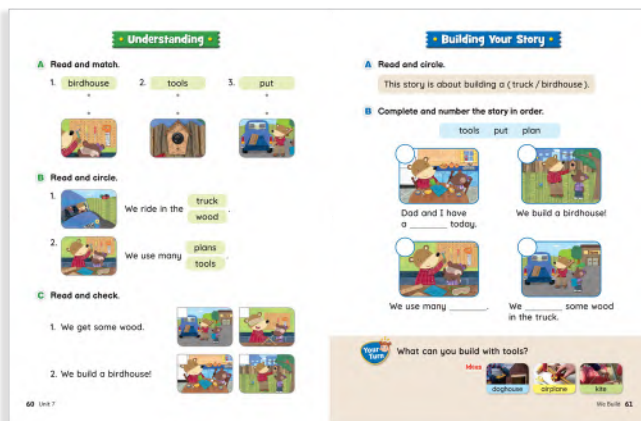 Understanding
A Read and match.
1. birdhouse 2. tools 3. put
B Read and circle.
1. We ride in the truck wood .
2. We use many plans tools .
C Read and check.
1. We get some wood.
2. We build a birdhouse!
60 Unit 7
Building Your Story
A Read and circle.
This story is about building a ( truck / birdhouse ).
B Complete and number the story in order.
tools put plan
Dad and I have
a ________ today.
We build a birdhouse!
We use many ________.
We ________ some wood
in the truck.
Your Turn
What can you build with tools?
Ideas
doghouse airplane kite
We Build 61